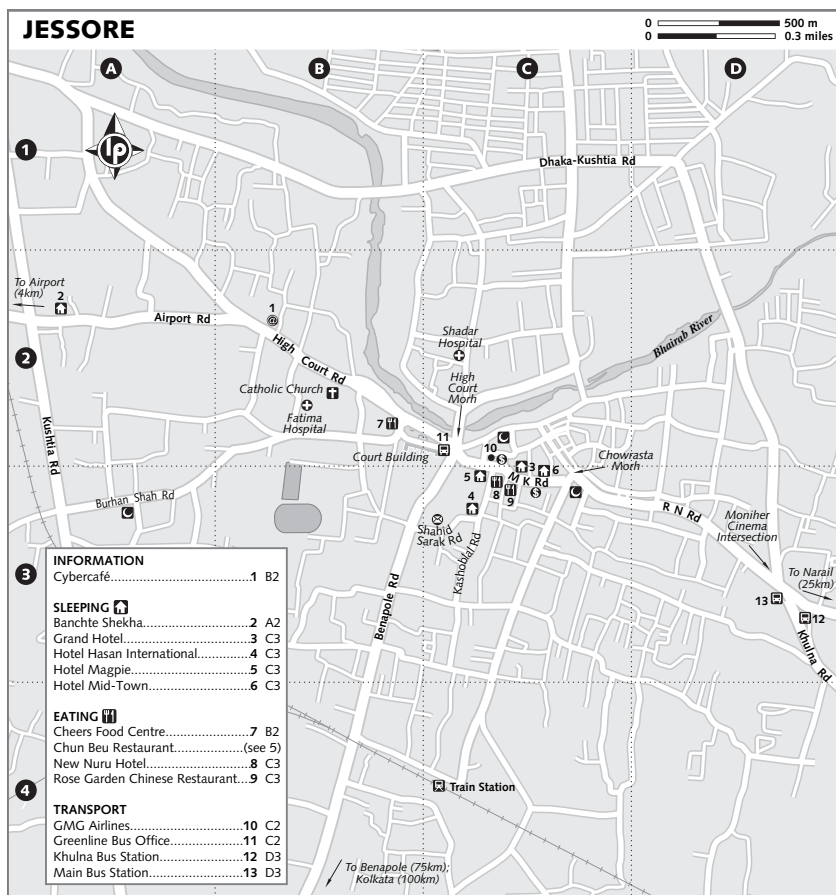 JESSORE
0 500 m
0 0.3 miles
A
B
C
D
1
lp
Dhaka-Kushtia Rd
To Airport
(4km)
2
1
@
Airport Rd
High Court Rd
2
Shadar
Hospital
Bhairab River
Catholic Church
High
Court
Morh
Fatima
Hospital
7
11
Court Building
10
$
3
6
Chowrasta
Morh
Kushtia Rd
5
M K Rd
8
9
$
4
Burhan Shah Rd
R N Rd
Shahid
Sarak Rd
Kashoblal Rd
Moniher
Cinema
Intersection
3
To Narail
(25km)
13
12
Benapole Rd
Khulna Rd
INFORMATION
Cybercafé..............................1 B2
SLEEPING
Banchte Shekha.....................2 A2
Grand Hotel..........................3 C3
Hotel Hasan International........4 C3
Hotel Magpie........................5 C3
Hotel Mid-Town....................6 C3
EATING
Cheers Food Centre................7 B2
Chun Beu Restaurant...............(see 5)
New Nuru Hotel....................8 C3
Rose Garden Chinese Restaurant...9 C3
4
TRANSPORT
GMG Airlines.......................10 C2
Greenline Bus Office...............11 C2
Khulna Bus Station.................12 D3
Main Bus Station...................13 D3
Train Station
To Benapole (75km);
Kolkata (100km)